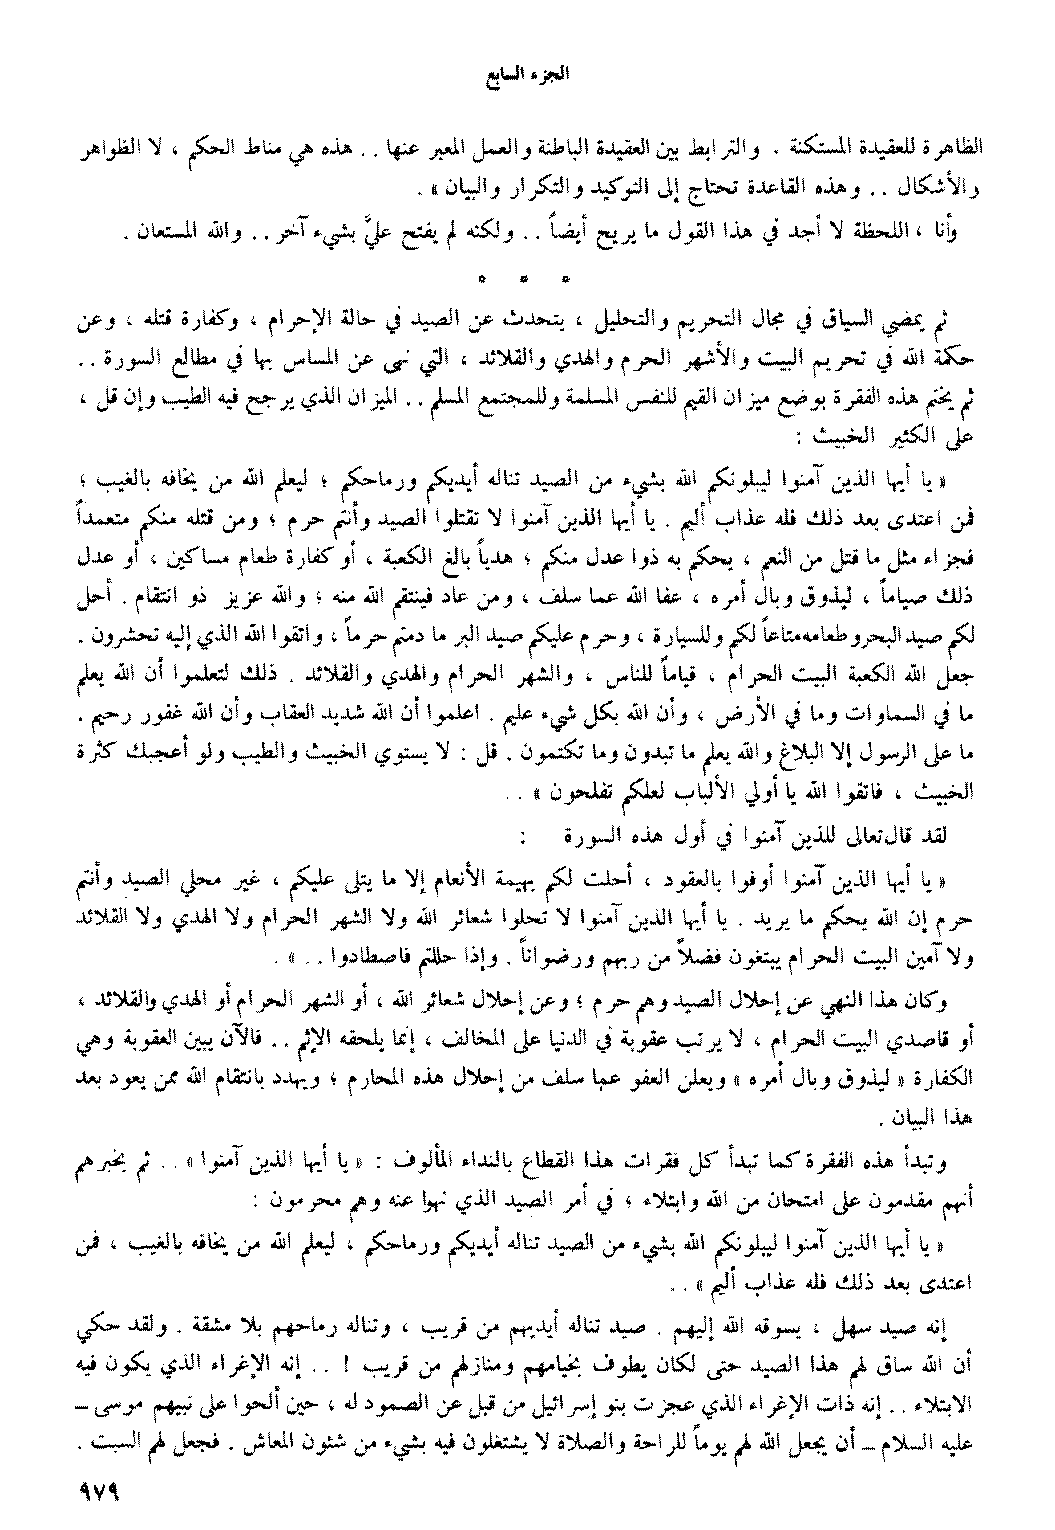 الجزء السابع
الظاهرة للعقيدة المستكنة . والترابط بين العقيدة الباطنة والعمل المعبر عنها .. هذه هي مناط الحكم ، لا الظواهر
والأشكال .. وهذه القاعدة تحتاج إلى التوكيد والتكرار والبيان » .
وأنا ، اللحظة لا أجد في هذا القول ما يريح أيضاً .. ولكنه لم يفتح عليَّ بشيء آخر .. والله المستعان .
* * *
ثم يمضي السياق في مجال التحريم والتحليل ، يتحدث عن الصيد في حالة الإحرام ، وكفارة قتله ، وعن
حكمة الله في تحريم البيت والأشهر الحرم والهدي والقلائد ، التي نهى عن المساس بها في مطالع السورة ..
ثم يختم هذه الفقرة بوضع ميزان القيم للنفس المسلمة وللمجتمع المسلم .. الميزان الذي يرجح فيه الطيب وإن قل ،
على الكثير الخبيث :
« يا أيها الذين آمنوا ليبلونكم الله بشيء من الصيد تناله أيديكم ورماحكم ؛ ليعلم الله من يخافه بالغيب ؛
فمن اعتدى بعد ذلك فله عذاب أليم . يا أيها الذين آمنوا لا تقتلوا الصيد وأنتم حرم ؛ ومن قتله منكم متعمداً
فجزاء مثل ما قتل من النعم ، يحكم به ذوا عدل منكم ؛ هدياً بالغ الكعبة ، أو كفارة طعام مساكين ، أو عدل
ذلك صياماً ، ليذوق وبال أمره ، عفا الله عما سلف ، ومن عاد فينتقم الله منه ؛ والله عزيز ذو انتقام . أحل
لكم صيد البحر وطعامه متاعاً لكم وللسيارة ، وحرم عليكم صيد البر ما دمتم حرماً ، واتقوا الله الذي إليه تحشرون .
جعل الله الكعبة البيت الحرام ، قياماً للناس ، والشهر الحرام والهدي والقلائد . ذلك لتعلموا أن الله يعلم
ما في السماوات وما في الأرض ، وأن الله بكل شيء عليم . اعلموا أن الله شديد العقاب وأن الله غفور رحيم .
ما على الرسول إلا البلاغ والله يعلم ما تبدون وما تكتمون . قل : لا يستوي الخبيث والطيب ولو أعجبك كثرة
الخبيث ، فاتقوا الله يا أولي الألباب لعلكم تفلحون » ..
لقد قال تعالى للذين آمنوا في أول هذه السورة :
« يا أيها الذين آمنوا أوفوا بالعقود ، أحلت لكم بهيمة الأنعام إلا ما يتلى عليكم ، غير محلي الصيد وأنتم
حرم إن الله يحكم ما يريد . يا أيها الذين آمنوا لا تحلوا شعائر الله ولا الشهر الحرام ولا الهدي ولا القلائد
ولا آمين البيت الحرام يبتغون فضلاً من ربهم ورضواناً . وإذا حللتم فاصطادوا .. » .
وكان هذا النهي عن إحلال الصيد وهم حرم ؛ وعن إحلال شعائر الله ، أو الشهر الحرام أو الهدي والقلائد ،
أو قاصدي البيت الحرام ، لا يرتب عقوبة في الدنيا على المخالف ، إنما يلحقه الإثم .. فالآن يبين العقوبة وهي
الكفارة « ليذوق وبال أمره » ويعلن العفو عما سلف من إحلال هذه المحارم ؛ ويهدد بانتقام الله ممن يعود بعد
هذا البيان .
وتبدأ هذه الفقرة كما تبدأ كل فقرات هذا القطاع بالنداء المألوف : « يا أيها الذين آمنوا » .. ثم يخبرهم
أنهم مقدمون على امتحان من الله وابتلاء ؛ في أمر الصيد الذي نهوا عنه وهم محرمون :
« يا أيها الذين آمنوا ليبلونكم الله بشيء من الصيد تناله أيديكم ورماحكم ، ليعلم الله من يخافه بالغيب ، فمن
اعتدى بعد ذلك فله عذاب أليم » ..
إنه صيد سهل ، يسوقه الله إليهم . صيد تناله أيديهم من قريب ، وتناله رماحهم بلا مشقة . ولقد حكي
أن الله ساق لهم هذا الصيد حتى لكان يطوف بخيامهم ومنازلهم من قريب ! .. إنه الإغراء الذي يكون فيه
الابتلاء .. إنه ذات الإغراء الذي عجزت بنو إسرائيل من قبل عن الصمود له ، حين ألحوا على نبيهم موسى –
عليه السلام – أن يجعل الله لهم يوماً للراحة والصلاة لا يشتغلون فيه بشيء من شئون المعاش . فجعل لهم السبت .
٩٧٩